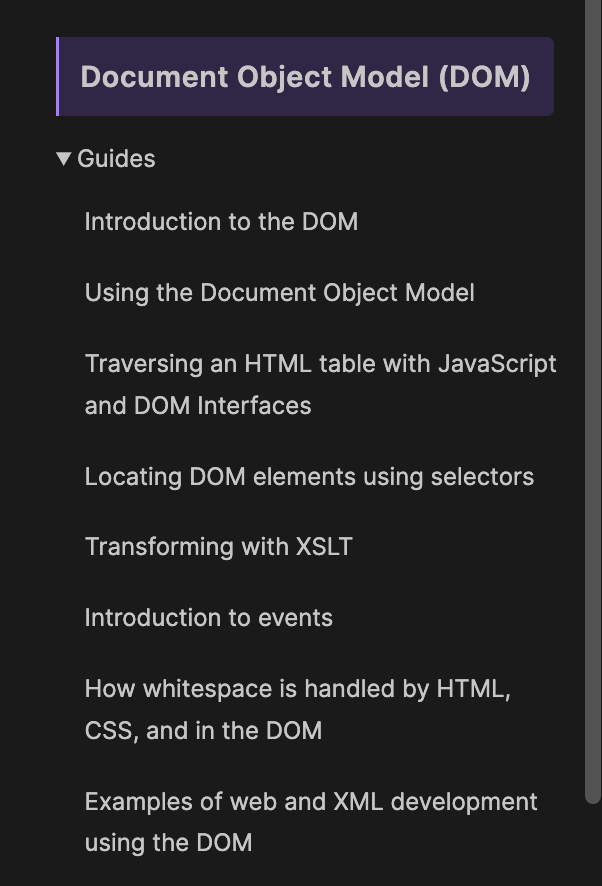 Document Object Model (DOM)
Guides
Introduction to the DOM
Using the Document Object Model
Traversing an HTML table with JavaScript
and DOM Interfaces
Locating DOM elements using selectors
Transforming with XSLT
Introduction to events
How whitespace is handled by HTML,
CSS, and in the DOM
Examples of web and XML development
using the DOM